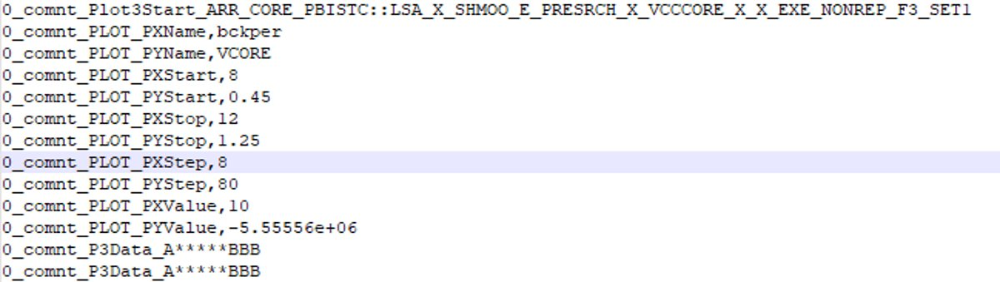 0_comnt_Plot3Start_ARR_CORE_PBISTC::LSA_X_SHMOO_E_PRESRCH_X_VCCCORE_X_X_EXE_NONREP_F3_SET1
0_comnt_PLOT_PXName,bckper
0_comnt_PLOT_PYName,VCORE
0_comnt_PLOT_PXStart,8
0_comnt_PLOT_PYStart,0.45
0_comnt_PLOT_PXStop,12
0_comnt_PLOT_PYStop,1.25
0_comnt_PLOT_PXStep,8
0_comnt_PLOT_PYStep,80
0_comnt_PLOT_PXValue,10
0_comnt_PLOT_PYValue,-5.55556e+06
0_comnt_P3Data_A*****BBB
0_comnt_P3Data_A*****BBB